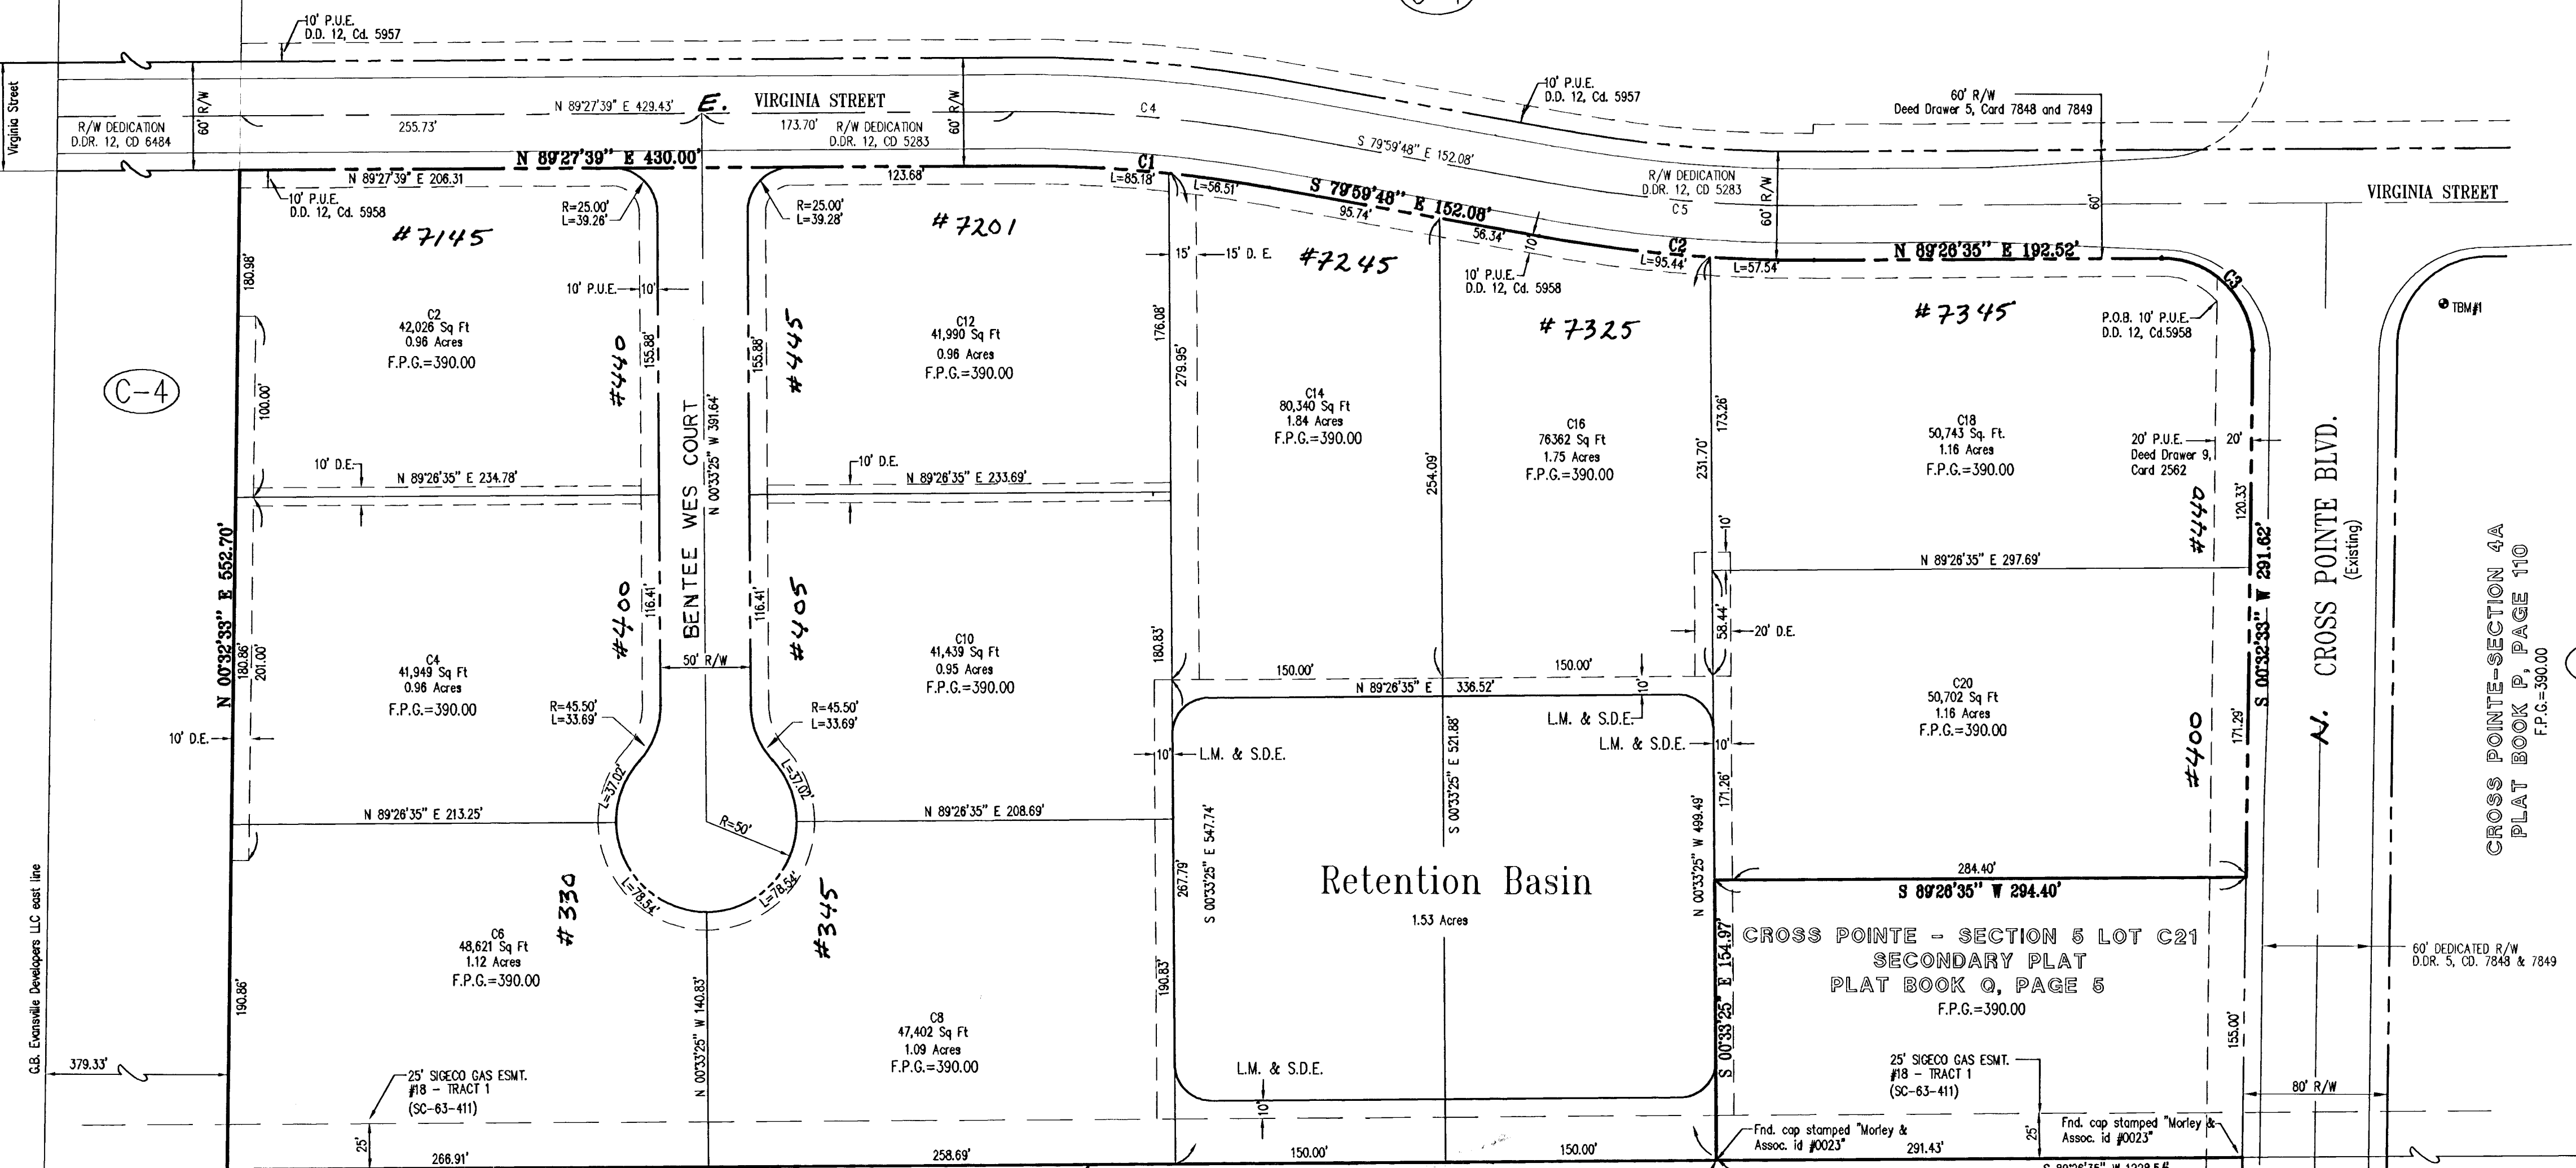 10' P.U.E.
D.D. 12, Cd. 5957
Virginia Street
R/W DEDICATION
D.DR. 12, CD 6484
60' R/W
N 89°27'39" E 429.43'
E. VIRGINIA STREET
255.73'
173.70'
R/W DEDICATION
D.DR. 12, CD 5283
60' R/W
C4
10' P.U.E.
D.D. 12, Cd. 5957
60' R/W
Deed Drawer 5, Card 7848 and 7849
S 79°59'48" E 152.08'
R/W DEDICATION
D.DR. 12, CD 5283
C5
60' R/W
60'
VIRGINIA STREET
N 89°27'39" E 430.00'
N 89°27'39" E 206.31
123.68'
C1
L=85.18'
L=56.51'
S 79°59'48" E 152.08'
95.74'
56.34'
10'
C2
L=95.44'
L=57.54'
N 89°26'35" E 192.52'
C3
10' P.U.E.
D.D. 12, Cd. 5958
R=25.00'
L=39.26'
R=25.00'
L=39.28'
#7145
#7201
15'
15' D. E.
#7245
10' P.U.E.
D.D. 12, Cd. 5958
#7325
#7345
P.O.B. 10' P.U.E.
D.D. 12, Cd.5958
TBM#1
180.98'
10' P.U.E.
10'
C2
42,026 Sq Ft
0.96 Acres
F.P.G.=390.00
100.00'
#440
155.88'
155.88'
#445
C12
41,990 Sq Ft
0.96 Acres
F.P.G.=390.00
176.08'
279.95'
C-4
C14
80,340 Sq Ft
1.84 Acres
F.P.G.=390.00
254.09'
C16
76362 Sq Ft
1.75 Acres
F.P.G.=390.00
173.26'
231.70'
C18
50,743 Sq. Ft.
1.16 Acres
F.P.G.=390.00
20' P.U.E.
Deed Drawer 9,
Card 2562
20'
#440
120.33'
BENTEE WES COURT
N 00°33'25" W 391.64'
10' D.E.
N 89°26'35" E 234.78'
10' D.E.
N 89°26'35" E 233.69'
N 00°32'33" E 552.70'
180.86'
201.00'
#400
116.41'
116.41'
#405
50' R/W
C4
41,949 Sq Ft
0.96 Acres
F.P.G.=390.00
C10
41,439 Sq Ft
0.95 Acres
F.P.G.=390.00
180.83'
10'
N 89°26'35" E 297.69'
58.44'
20' D.E.
150.00'
150.00'
N 89°26'35" E 336.52'
10'
L.M. & S.D.E.
L.M. & S.D.E.
10'
10'
L.M. & S.D.E.
C20
50,702 Sq Ft
1.16 Acres
F.P.G.=390.00
#400
171.29'
S 00°32'33" W 291.62'
N. CROSS POINTE BLVD.
(Existing)
CROSS POINTE-SECTION 4A
PLAT BOOK P, PAGE 110
F.P.G.=390.00
10' D.E.
R=45.50'
L=33.69'
R=45.50'
L=33.69'
L=37.02'
L=37.02'
R=50'
L=78.54'
L=78.54'
N 89°26'35" E 213.25'
N 89°26'35" E 208.69'
S 00°33'25" E 547.74'
S 00°33'25" E 521.88'
N 00°33'25" W 499.49'
171.26'
267.79'
Retention Basin
1.53 Acres
284.40'
S 89°26'35" W 294.40'
CROSS POINTE - SECTION 5 LOT C21
SECONDARY PLAT
PLAT BOOK Q, PAGE 5
F.P.G.=390.00
S 00°33'25" E 154.97'
155.00'
60' DEDICATED R/W
D.DR. 5, CD. 7848 & 7849
#330
#345
C6
48,621 Sq Ft
1.12 Acres
F.P.G.=390.00
190.86'
N 00°33'25" W 140.83'
C8
47,402 Sq Ft
1.09 Acres
F.P.G.=390.00
190.83'
G.B. Evansville Developers LLC east line
379.33'
25' SIGECO GAS ESMT.
#18 - TRACT 1
(SC-63-411)
25'
L.M. & S.D.E.
10'
25' SIGECO GAS ESMT.
#18 - TRACT 1
(SC-63-411)
25'
80' R/W
Fnd. cap stamped "Morley &
Assoc. id #0023"
Fnd. cap stamped "Morley &
Assoc. id #0023"
266.91'
258.69'
150.00'
150.00'
291.43'